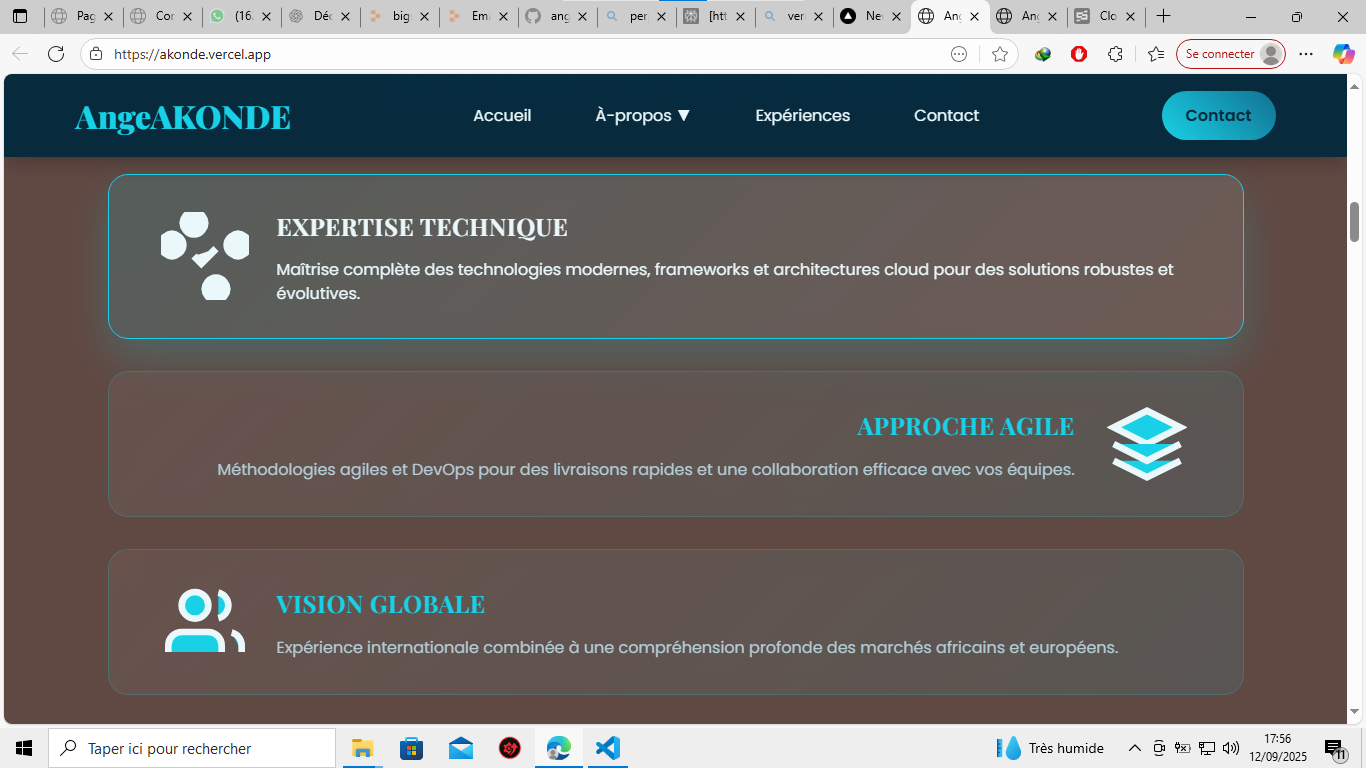 Pag
Cor
(16.
Déc
big
Ema
ang
per
[htt
ver
Ne
Ang
Ang
Clo
https://akonde.vercel.app
Se connecter
AngeAKONDE
Accueil
À-propos ▼
Expériences
Contact
Contact
EXPERTISE TECHNIQUE
Maîtrise complète des technologies modernes, frameworks et architectures cloud pour des solutions robustes et
évolutives.
APPROCHE AGILE
Méthodologies agiles et DevOps pour des livraisons rapides et une collaboration efficace avec vos équipes.
VISION GLOBALE
Expérience internationale combinée à une compréhension profonde des marchés africains et européens.
Taper ici pour rechercher
Très humide
17:56
12/09/2025
11